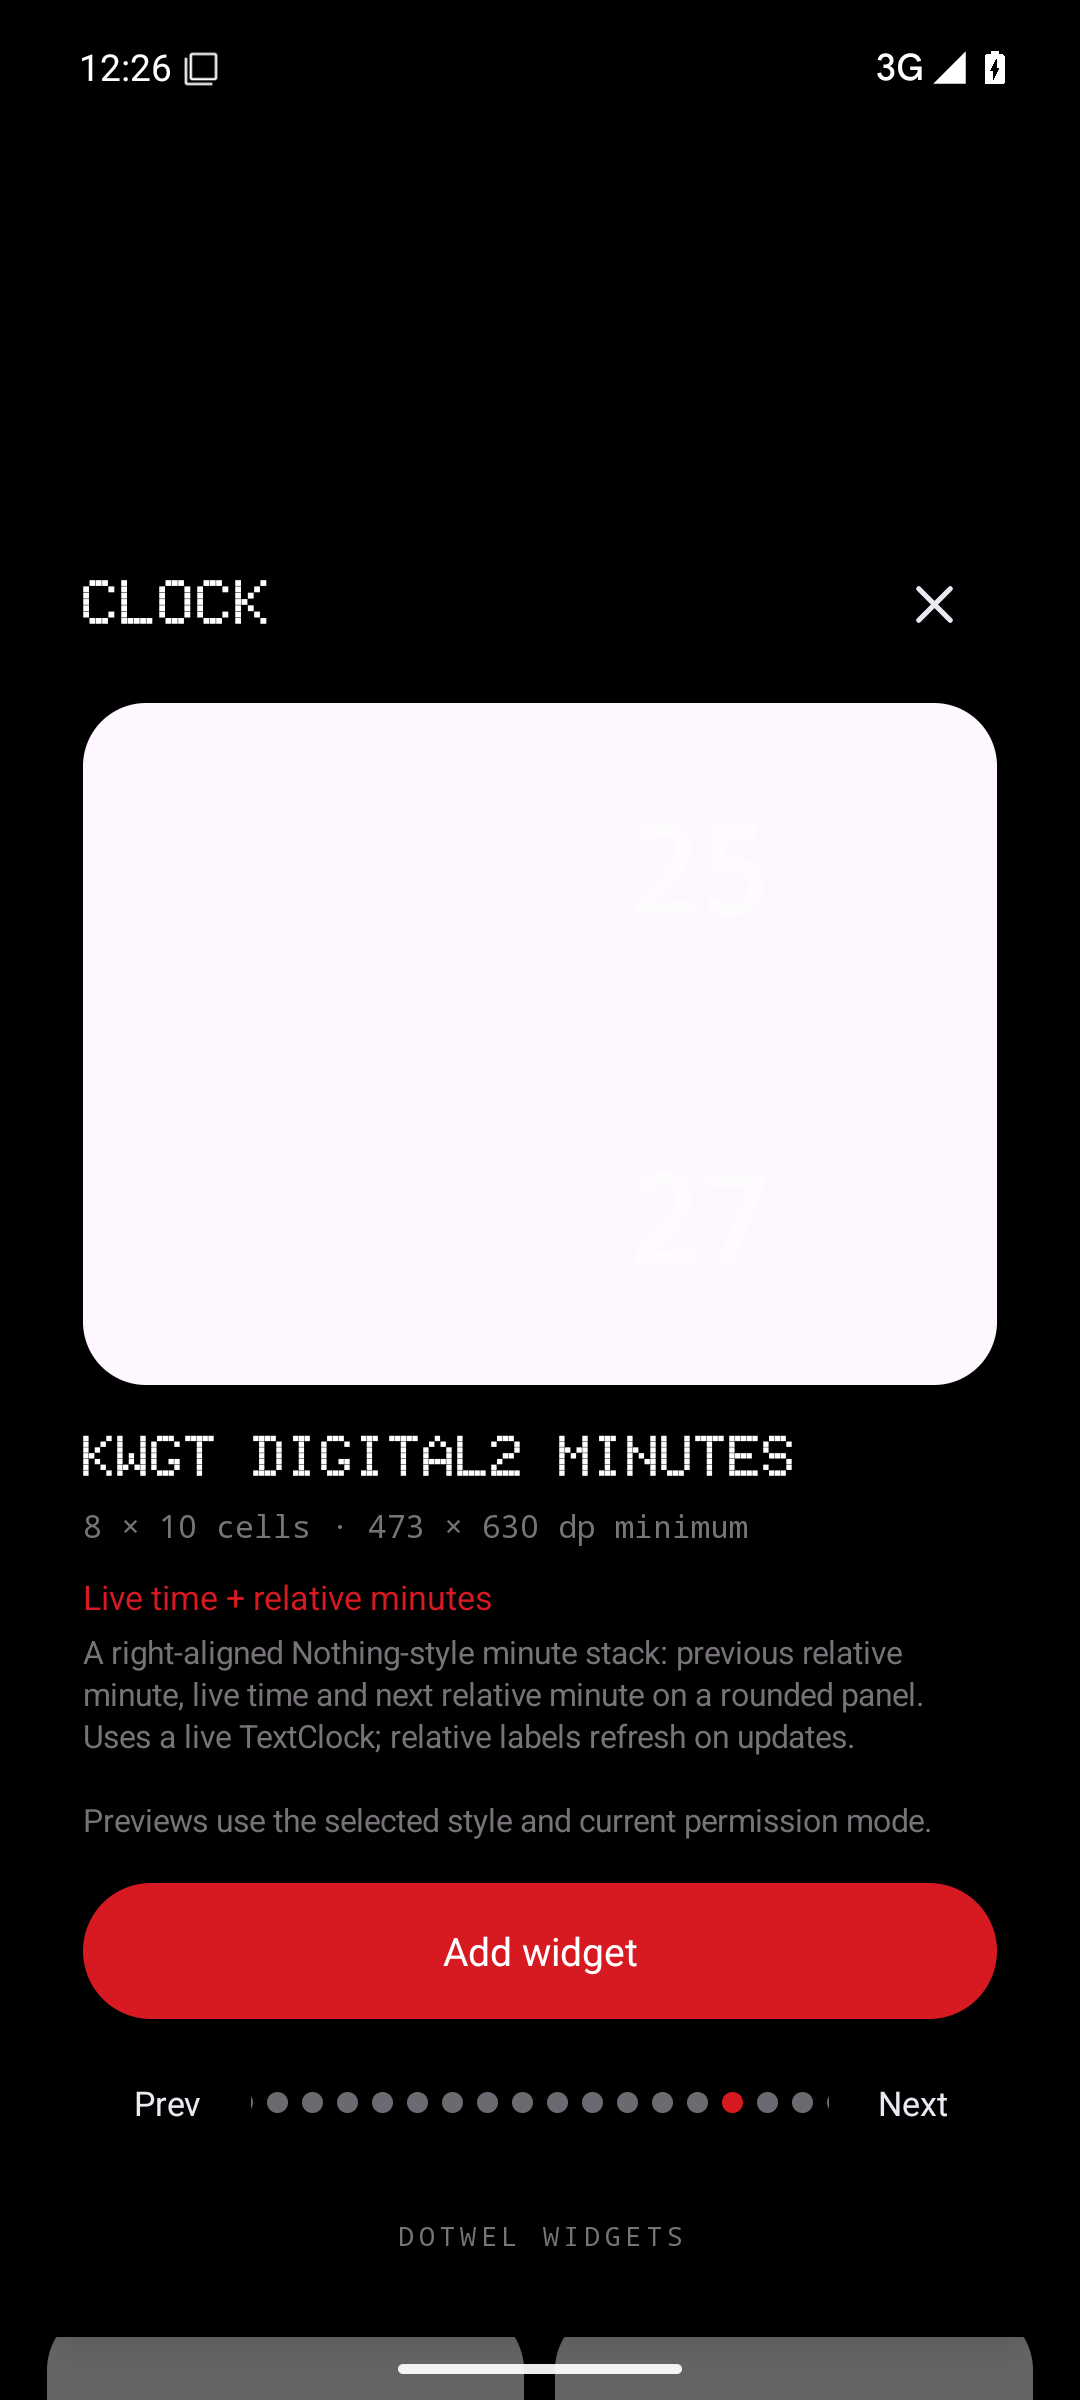 12:26
3G
CLOCK
25
27
KWGT DIGITAL2 MINUTES
8 × 10 cells · 473 × 630 dp minimum
Live time + relative minutes
A right-aligned Nothing-style minute stack: previous relative
minute, live time and next relative minute on a rounded panel.
Uses a live TextClock; relative labels refresh on updates.
Previews use the selected style and current permission mode.
Add widget
Prev
Next
DOTWEL WIDGETS